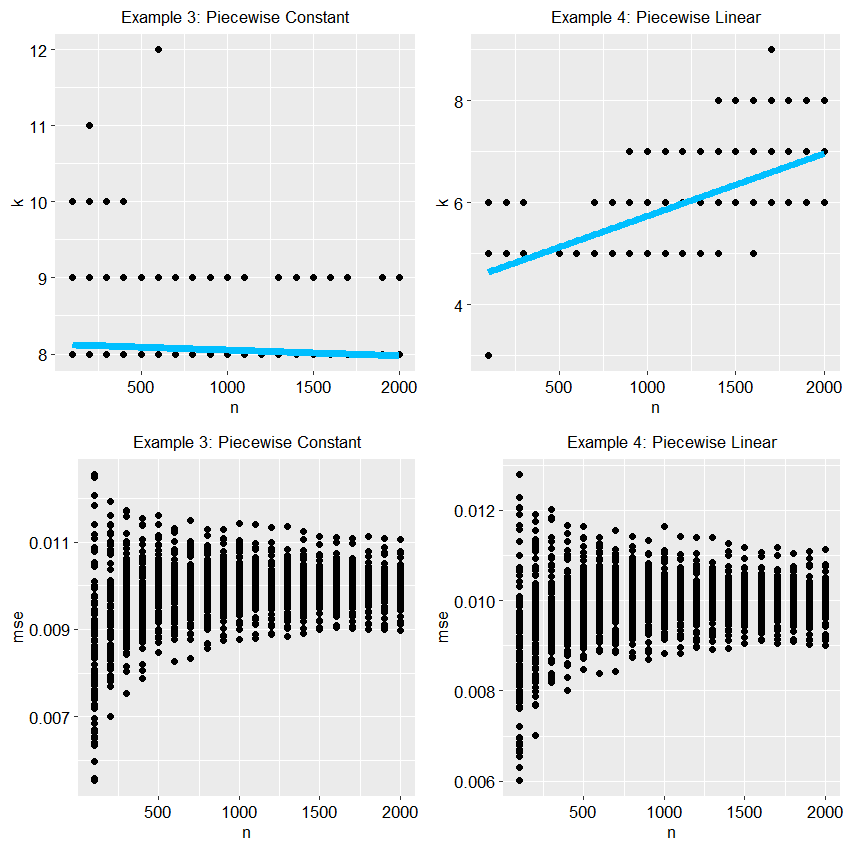 Example 3: Piecewise Constant
12
11
10
9
8
k
500 1000 1500 2000
n
Example 4: Piecewise Linear
8
6
4
k
500 1000 1500 2000
n
Example 3: Piecewise Constant
0.011
0.009
0.007
mse
500 1000 1500 2000
n
Example 4: Piecewise Linear
0.012
0.010
0.008
0.006
mse
500 1000 1500 2000
n